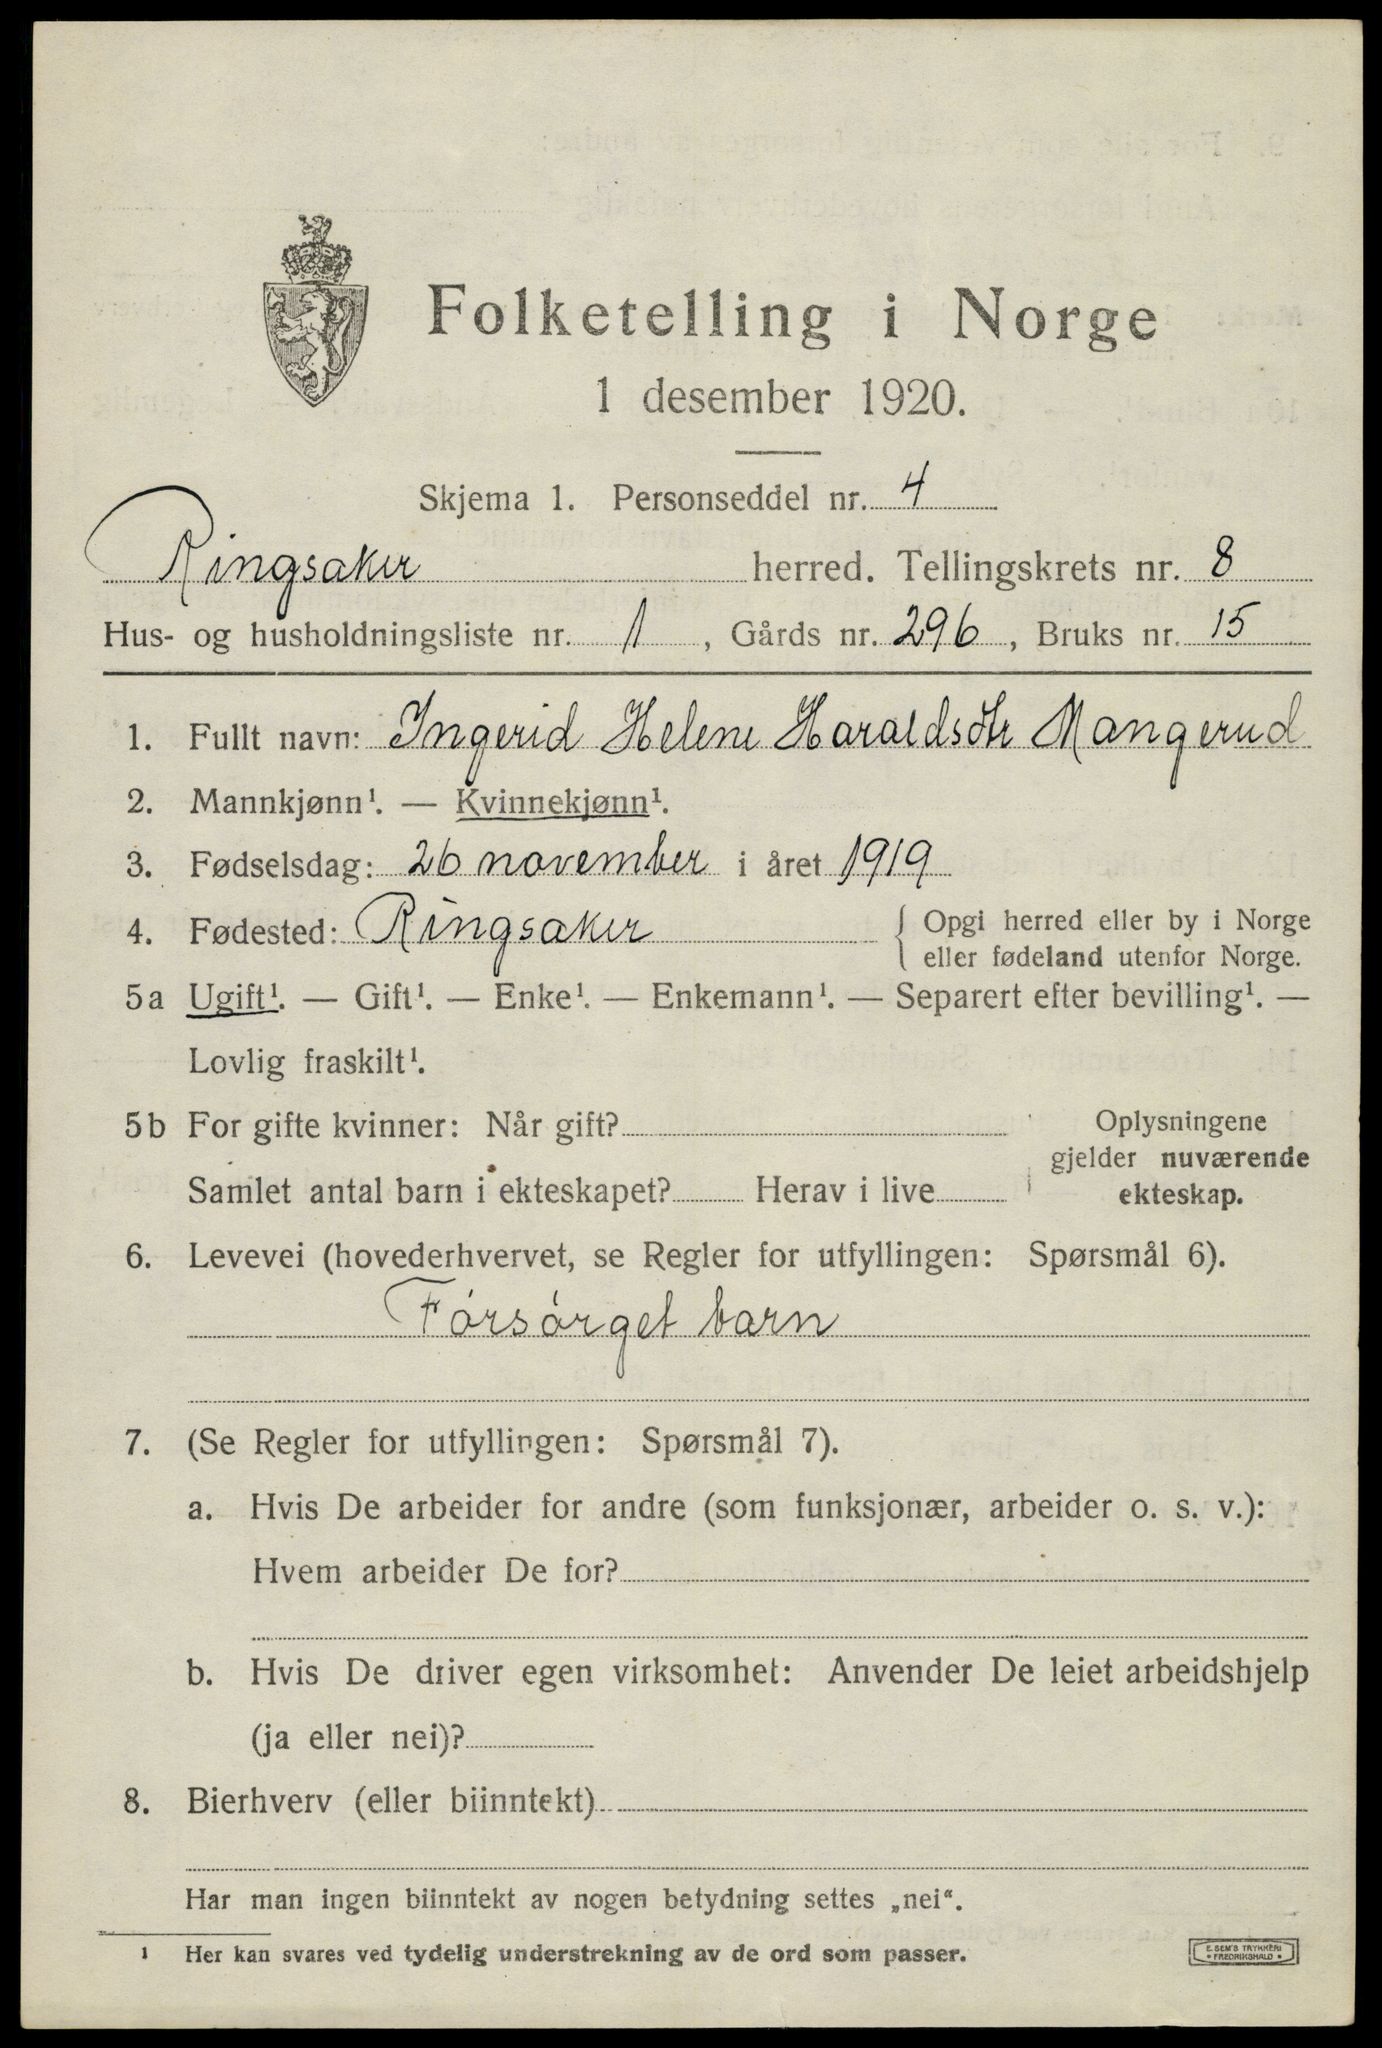 Folketelling i Norge
1 desember 1920.
Skjema 1. Personseddel nr. 4
Ringsaker herred. Tellingskrets nr. 8
Hus- og husholdningsliste nr. 1, Gårds nr. 296, Bruks nr. 15
1. Fullt navn: Ingerid Helene Haraldsdtr Mangerud
2. Mannkjønn¹. — Kvinnekjønn¹.
3. Fødselsdag: 26 november i året 1919
4. Fødested: Ringsaker { Opgi herred eller by i Norge
eller fødeland utenfor Norge.
5a Ugift¹. — Gift¹. — Enke¹. — Enkemann¹. — Separert efter bevilling¹. —
Lovlig fraskilt¹.
5b For gifte kvinner: Når gift?
Samlet antal barn i ekteskapet? Herav i live
Oplysningene
gjelder nuværende
ekteskap.
6. Levevei (hovederhvervet, se Regler for utfyllingen: Spørsmål 6).
Forsørget barn
7. (Se Regler for utfyllingen: Spørsmål 7).
a. Hvis De arbeider for andre (som funksjonær, arbeider o. s. v.):
Hvem arbeider De for?
b. Hvis De driver egen virksomhet: Anvender De leiet arbeidshjelp
(ja eller nei)?
8. Bierhverv (eller biinntekt)
Har man ingen biinntekt av nogen betydning settes „nei“.
¹ Her kan svares ved tydelig understrekning av de ord som passer.
E. SEM'S TRYKKERI
• FREDRIKSHALD •